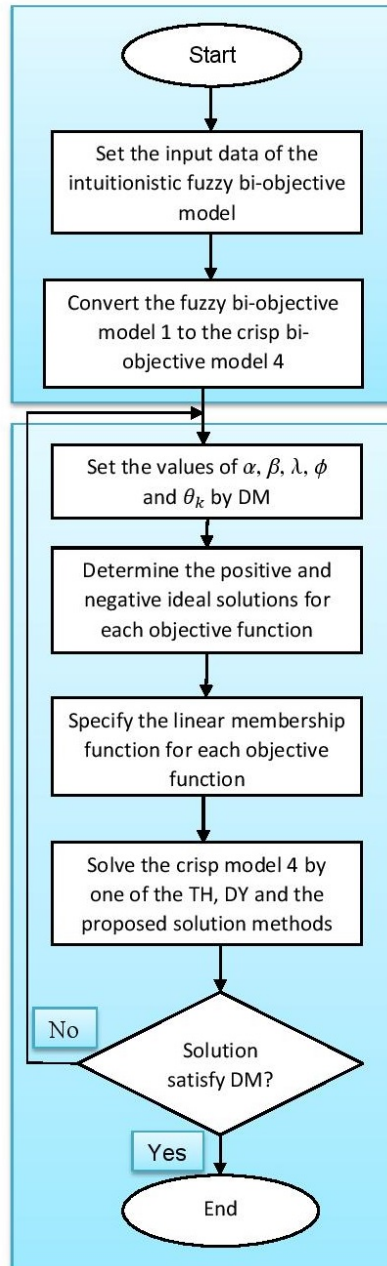 Start
Set the input data of the
intuitionistic fuzzy bi-objective
model
Convert the fuzzy bi-objective
model 1 to the crisp bi-
objective model 4
Set the values of α, β, λ, ϕ
and θₖ by DM
Determine the positive and
negative ideal solutions for
each objective function
Specify the linear membership
function for each objective
function
Solve the crisp model 4 by
one of the TH, DY and the
proposed solution methods
No
Solution
satisfy DM?
Yes
End